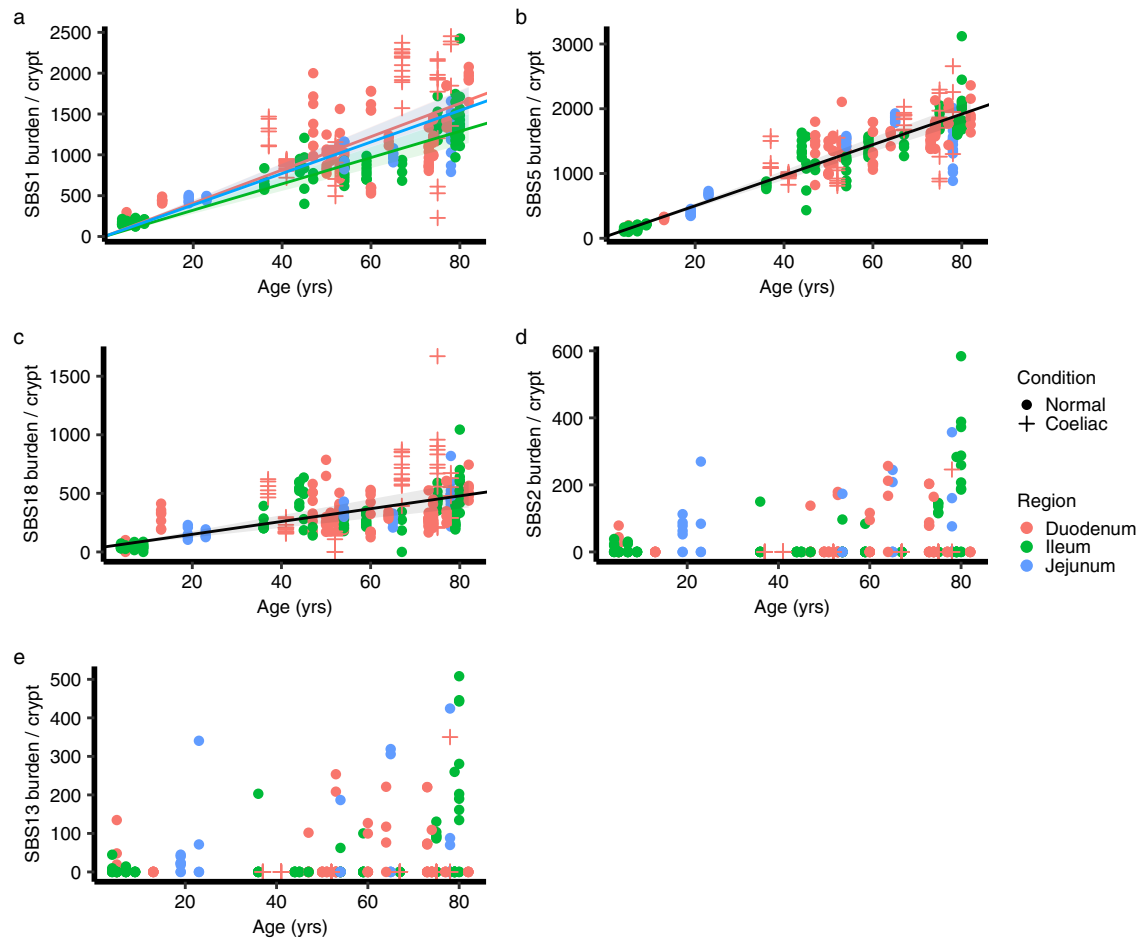 a
SBS1 burden / crypt
2500
2000
1500
1000
500
0
20 40 60 80
Age (yrs)
b
SBS5 burden / crypt
3000
2000
1000
0
20 40 60 80
Age (yrs)
c
SBS18 burden / crypt
1500
1000
500
0
20 40 60 80
Age (yrs)
d
SBS2 burden / crypt
600
400
200
0
20 40 60 80
Age (yrs)
Condition
Normal
Coeliac
Region
Duodenum
Ileum
Jejunum
e
SBS13 burden / crypt
500
400
300
200
100
0
20 40 60 80
Age (yrs)